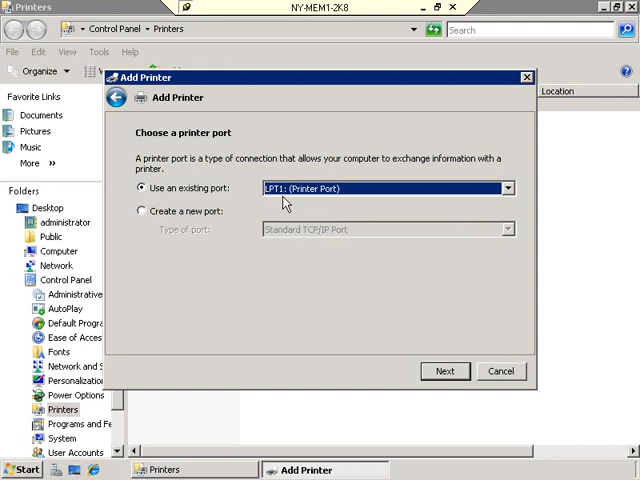 Printers
NY-MEM1-2K8
Control Panel
Printers
Search
File
Edit
View
Tools
Help
Organize
Add Printer
Location
Favorite Links
Documents
Pictures
Music
More
Folders
Desktop
administrator
Public
Computer
Network
Control Panel
Administrative
AutoPlay
Default Progra
Ease of Access
Fonts
Network and S
Personalization
Power Options
Printers
Programs and Fe
System
User Accounts
Add Printer
Choose a printer port
A printer port is a type of connection that allows your computer to exchange information with a
printer.
Use an existing port:
LPT1: (Printer Port)
Create a new port:
Type of port:
Standard TCP/IP Port
Next
Cancel
Start
Printers
Add Printer